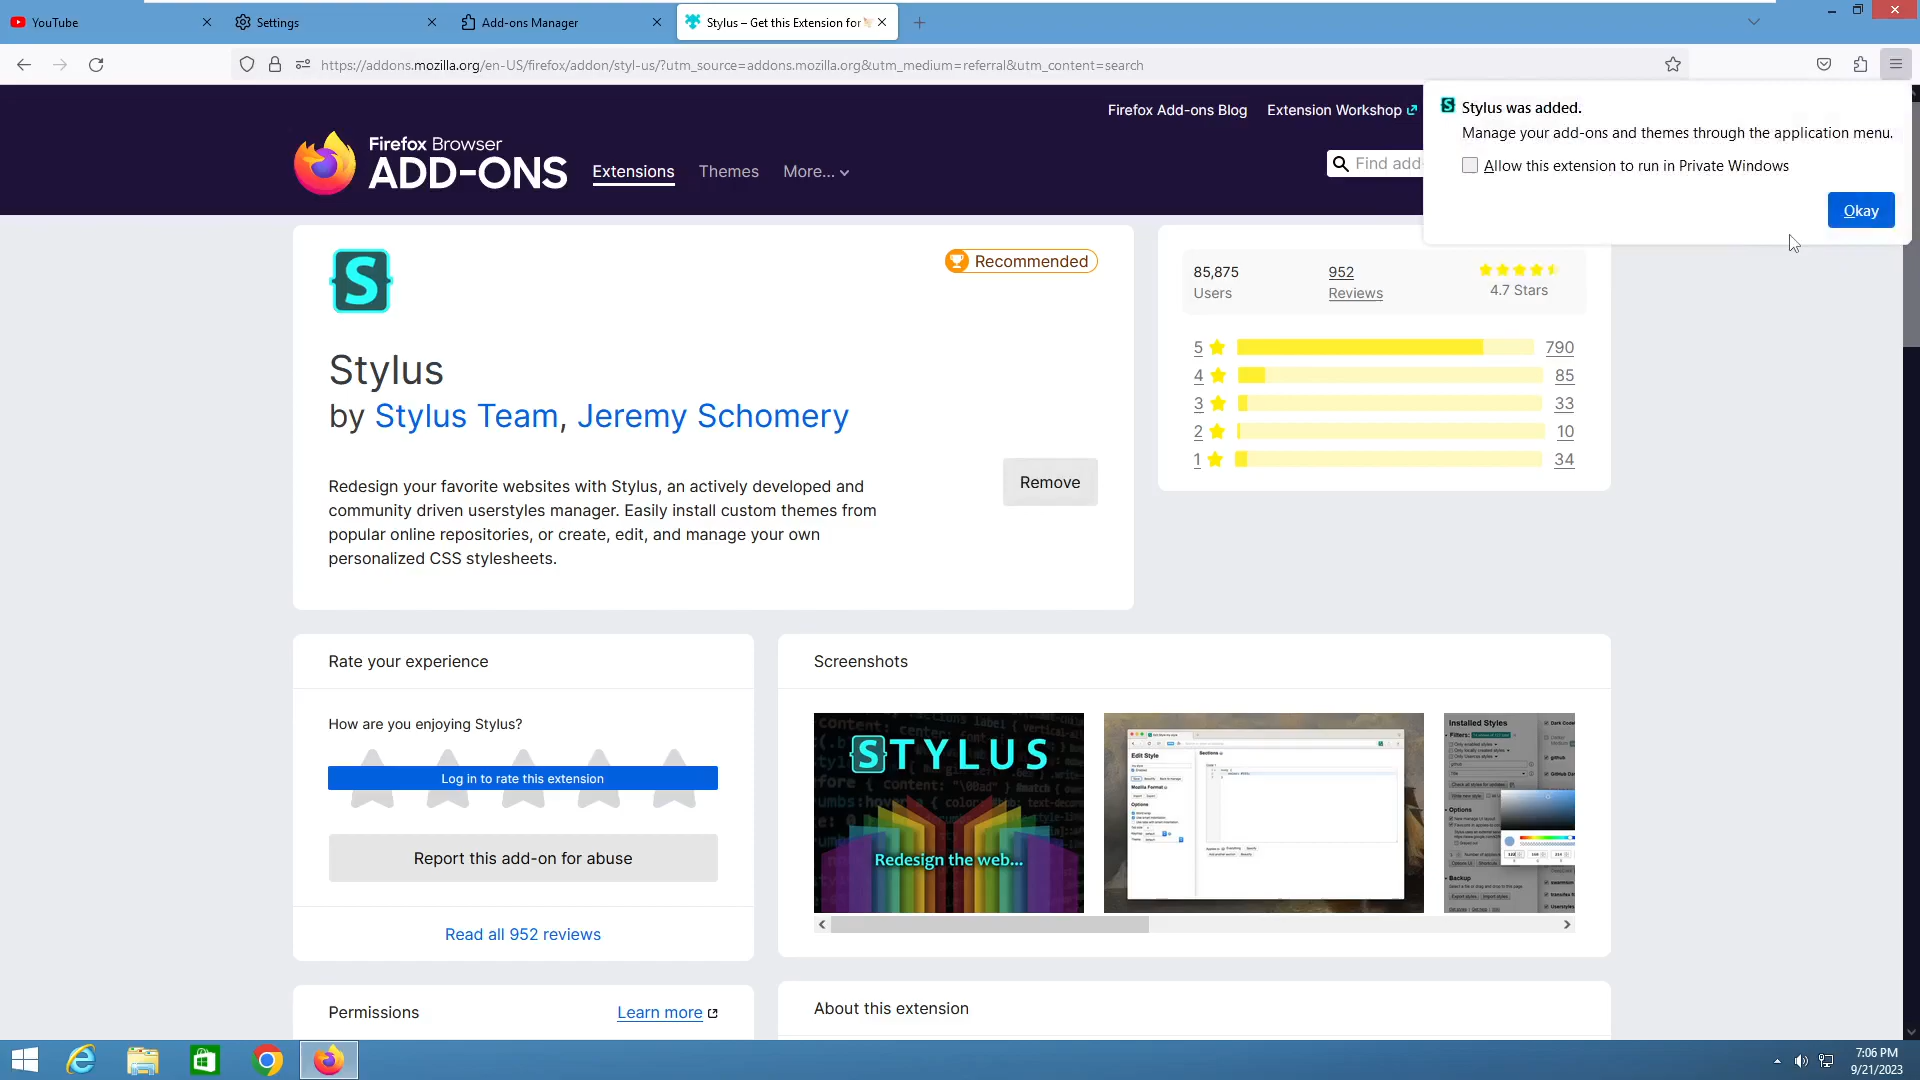 YouTube
Settings
Add-ons Manager
Stylus – Get this Extension for
https://addons.mozilla.org/en-US/firefox/addon/styl-us/?utm_source=addons.mozilla.org&utm_medium=referral&utm_content=search
Stylus was added.
Manage your add-ons and themes through the application menu.
Allow this extension to run in Private Windows
Okay
Firefox Add-ons Blog
Extension Workshop
Firefox Browser
ADD-ONS
Extensions
Themes
More...
Find add-
S
Recommended
Stylus
by Stylus Team, Jeremy Schomery
Redesign your favorite websites with Stylus, an actively developed and
community driven userstyles manager. Easily install custom themes from
popular online repositories, or create, edit, and manage your own
personalized CSS stylesheets.
Remove
85,875
Users
952
Reviews
4.7 Stars
5 790
4 85
3 33
2 10
1 34
Rate your experience
How are you enjoying Stylus?
Log in to rate this extension
Report this add-on for abuse
Read all 952 reviews
Screenshots
STYLUS
Redesign the web...
Edit Style
Installed Styles
Permissions
Learn more
About this extension
7:06 PM
9/21/2023